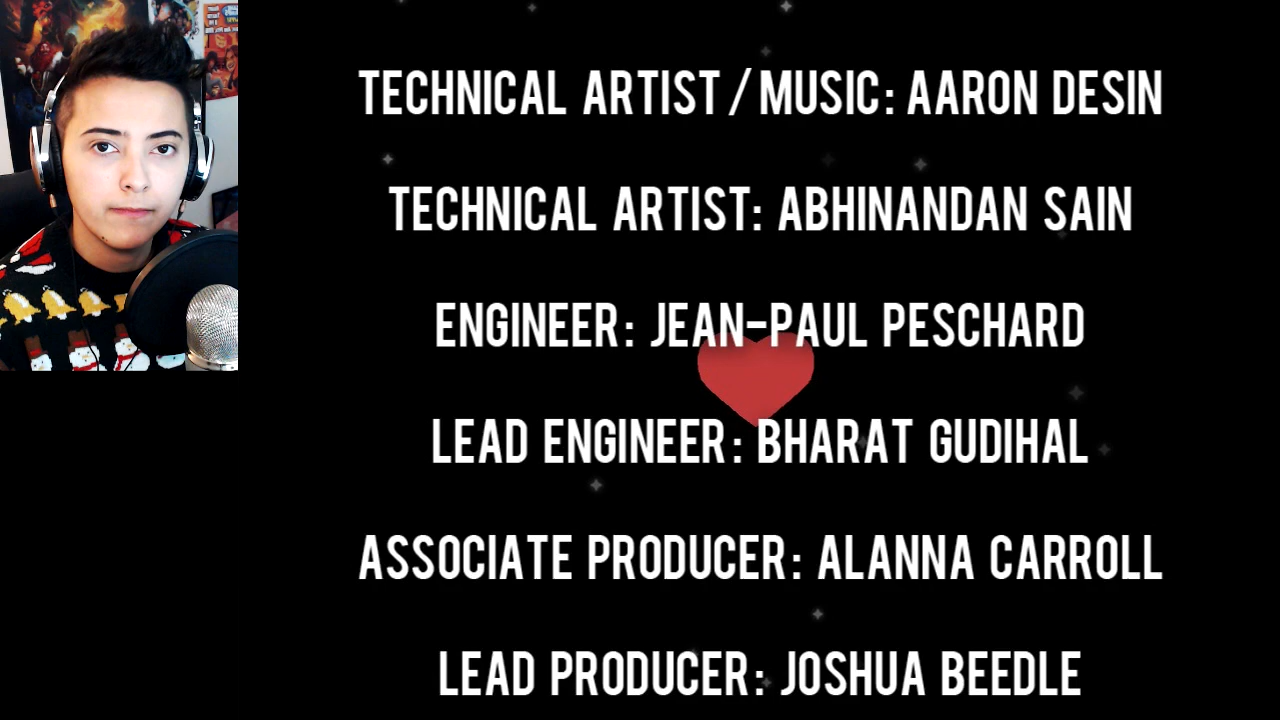 TECHNICAL ARTIST / MUSIC: AARON DESIN
TECHNICAL ARTIST: ABHINANDAN SAIN
ENGINEER: JEAN-PAUL PESCHARD
LEAD ENGINEER: BHARAT GUDIHAL
ASSOCIATE PRODUCER: ALANNA CARROLL
LEAD PRODUCER: JOSHUA BEEDLE